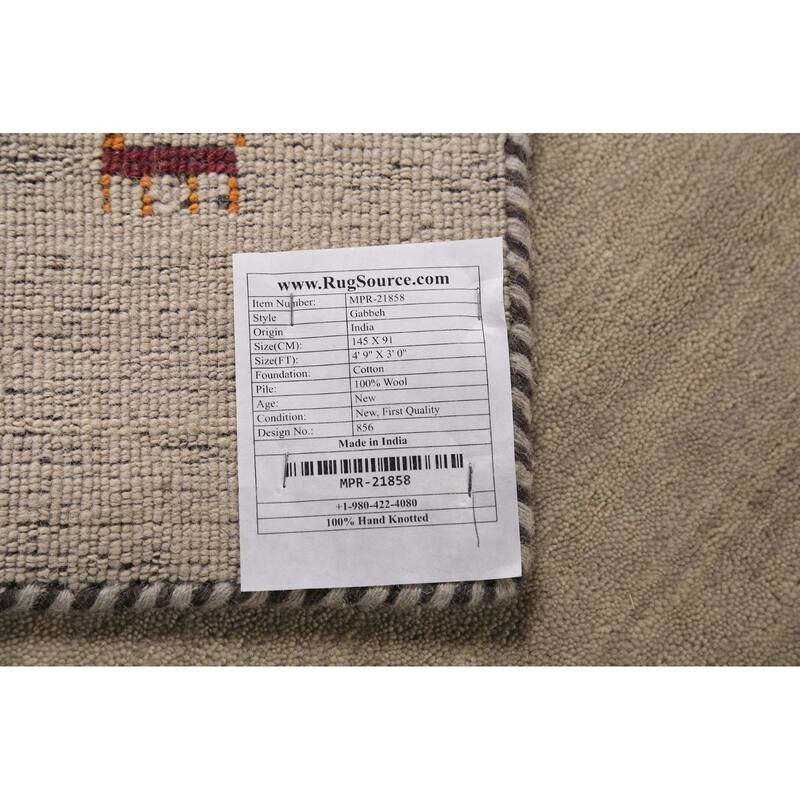 www.RugSource.com
Item Number: MPR-21858
Style Gabbeh
Origin India
Size(CM): 145 X 91
Size(FT): 4' 9" X 3' 0"
Foundation: Cotton
Pile: 100% Wool
Age: New
Condition: New, First Quality
Design No.: 856
Made in India
MPR-21858
+1-980-422-4080
100% Hand Knotted